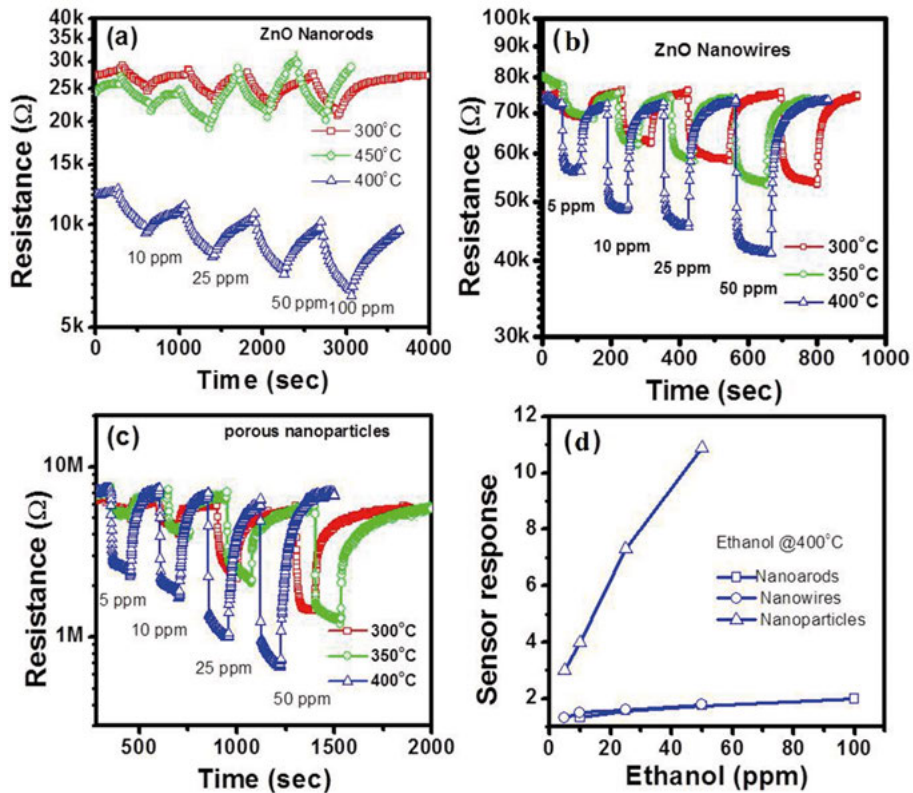 (a)
ZnO Nanorods
40k
35k
30k
25k
20k
15k
10k
5k
Resistance (Ω)
300°C
450°C
400°C
10 ppm
25 ppm
50 ppm
100 ppm
0 1000 2000 3000 4000
Time (sec)
(b)
ZnO Nanowires
100k
90k
80k
70k
60k
50k
40k
30k
Resistance (Ω)
5 ppm
10 ppm
25 ppm
50 ppm
300°C
350°C
400°C
0 200 400 600 800 1000
Time (sec)
(c)
porous nanoparticles
10M
1M
Resistance (Ω)
5 ppm
10 ppm
25 ppm
50 ppm
300°C
350°C
400°C
500 1000 1500 2000
Time (sec)
(d)
12
10
8
6
4
2
Sensor response
Ethanol @400°C
Nanoarods
Nanowires
Nanoparticles
0 20 40 60 80 100
Ethanol (ppm)